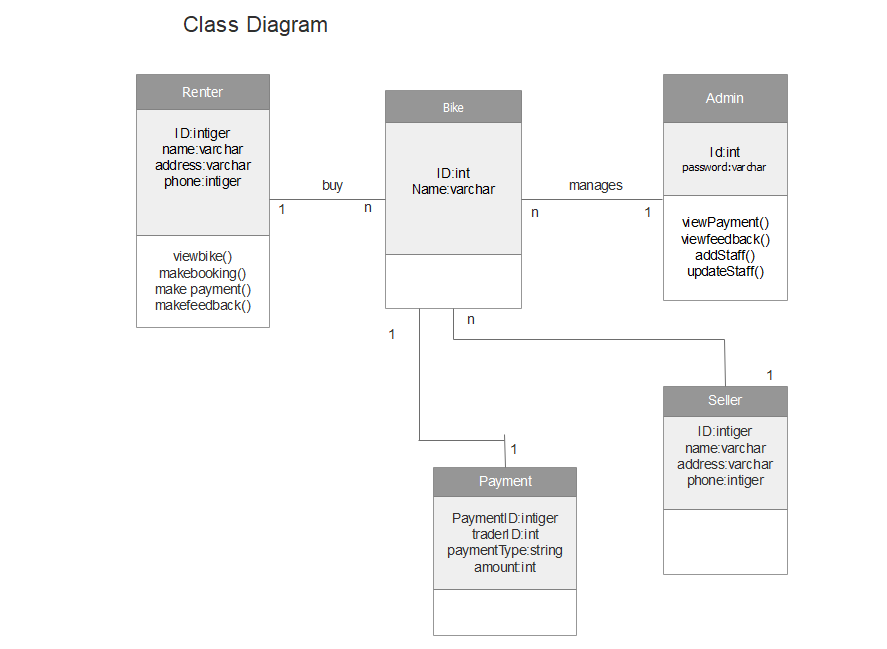 Class Diagram
Renter
ID:intiger
name:varchar
address:varchar
phone:intiger
viewbike()
makebooking()
make payment()
makefeedback()
buy
1
n
Bike
ID:int
Name:varchar
manages
n
1
Admin
Id:int
password:varchar
viewPayment()
viewfeedback()
addStaff()
updateStaff()
1
n
1
1
Seller
ID:intiger
name:varchar
address:varchar
phone:intiger
Payment
PaymentID:intiger
traderID:int
paymentType:string
amount:int